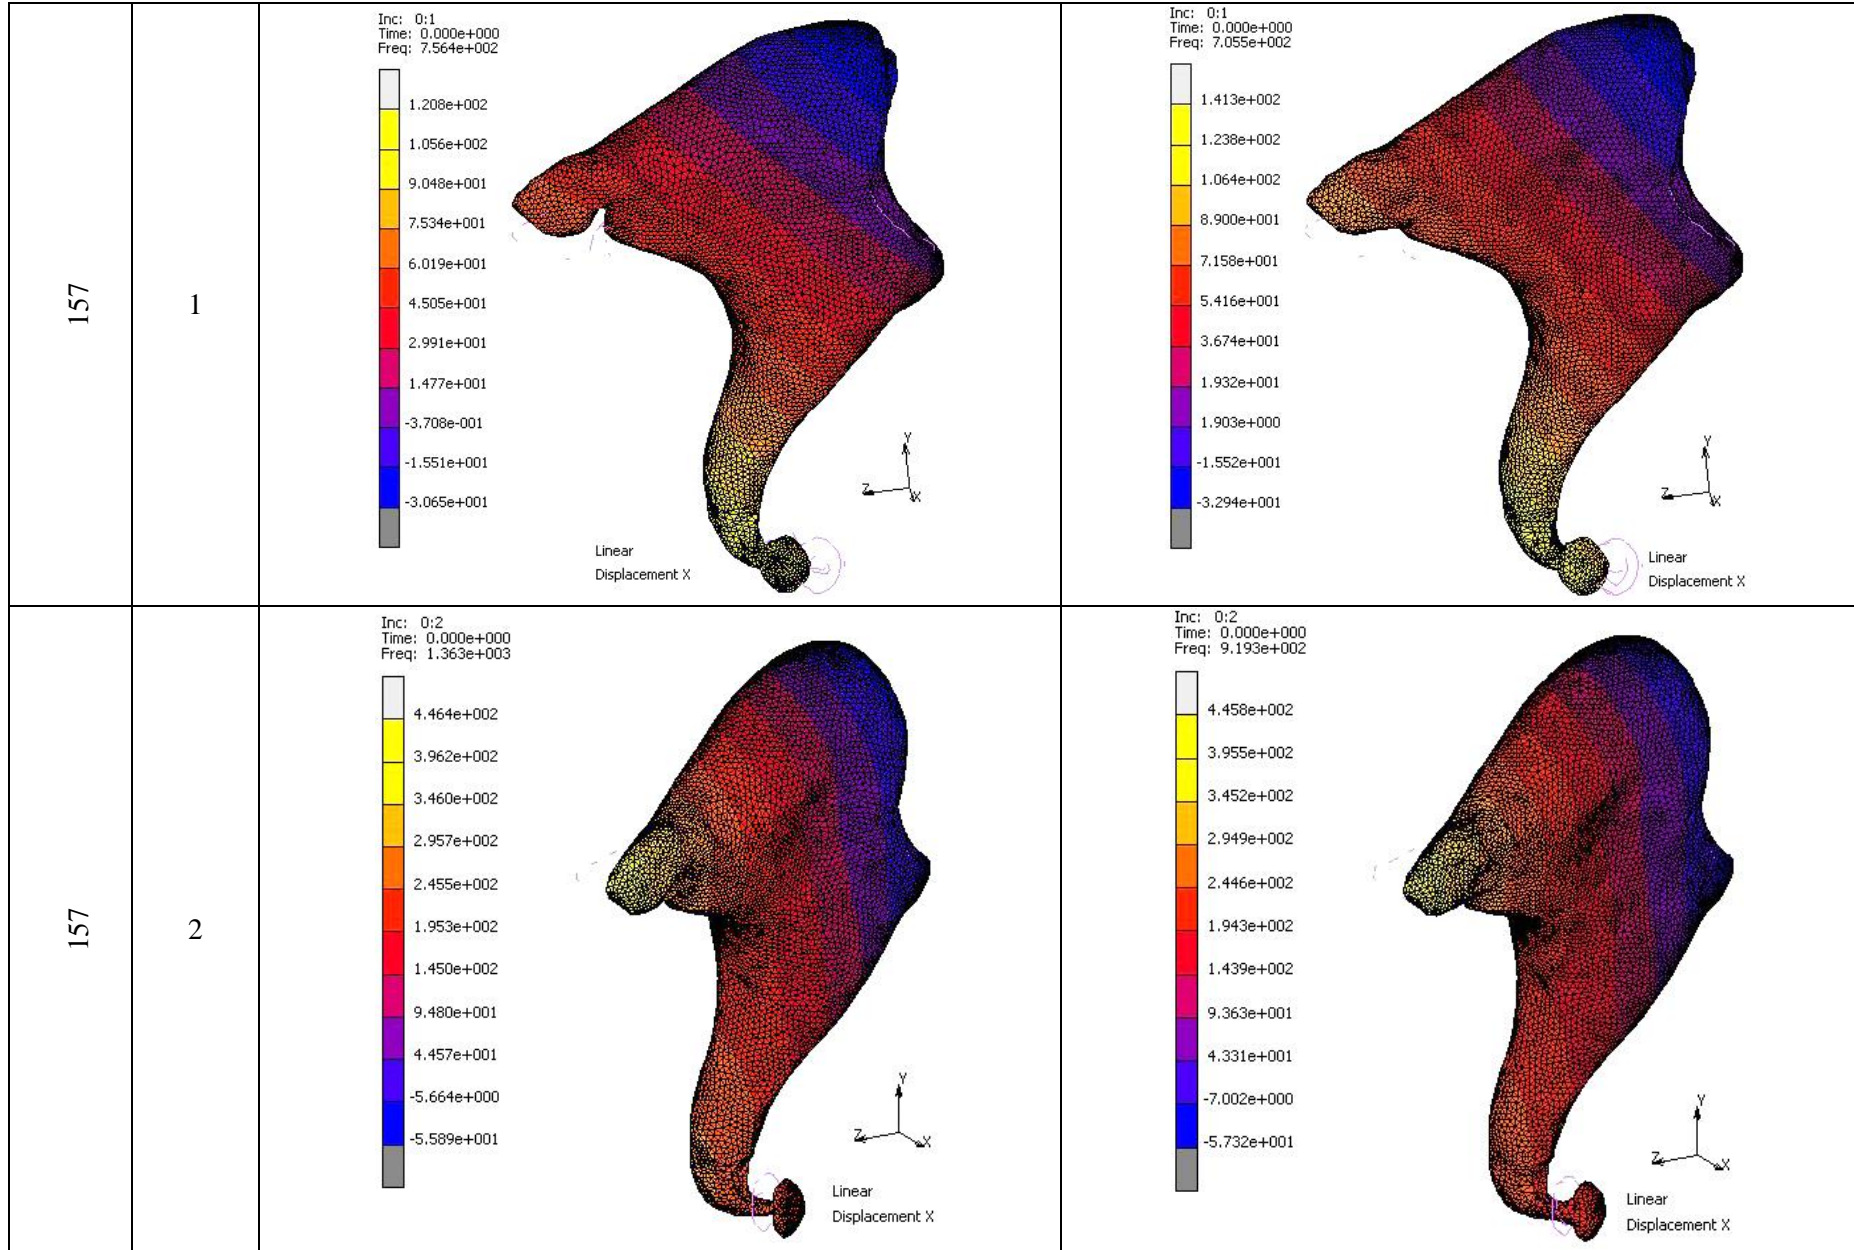 157
1
Inc: 0:1
Time: 0.000e+000
Freq: 7.564e+002
1.208e+002
1.056e+002
9.048e+001
7.534e+001
6.019e+001
4.505e+001
2.991e+001
1.477e+001
-3.708e-001
-1.551e+001
-3.065e+001
Y
Z
X
Linear
Displacement X
Inc: 0:1
Time: 0.000e+000
Freq: 7.055e+002
1.413e+002
1.238e+002
1.064e+002
8.900e+001
7.158e+001
5.416e+001
3.674e+001
1.932e+001
1.903e+000
-1.552e+001
-3.294e+001
Y
Z
X
Linear
Displacement X
157
2
Inc: 0:2
Time: 0.000e+000
Freq: 1.363e+003
4.464e+002
3.962e+002
3.460e+002
2.957e+002
2.455e+002
1.953e+002
1.450e+002
9.480e+001
4.457e+001
-5.664e+000
-5.589e+001
Y
Z
X
Linear
Displacement X
Inc: 0:2
Time: 0.000e+000
Freq: 9.193e+002
4.458e+002
3.955e+002
3.452e+002
2.949e+002
2.446e+002
1.943e+002
1.439e+002
9.363e+001
4.331e+001
-7.002e+000
-5.732e+001
Y
Z
X
Linear
Displacement X